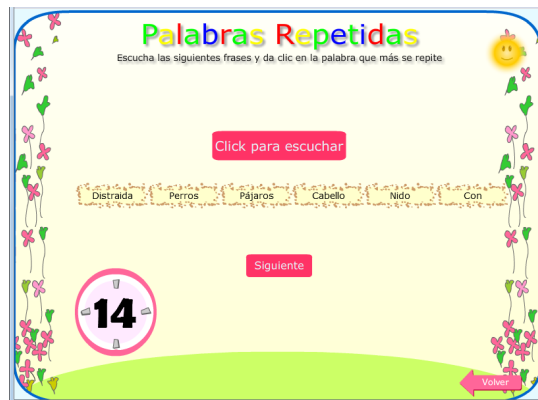 Palabras Repetidas
Escucha las siguientes frases y da clic en la palabra que más se repite
Click para escuchar
Distraida Perros Pájaros Cabello Nido Con
Siguiente
14
Volver